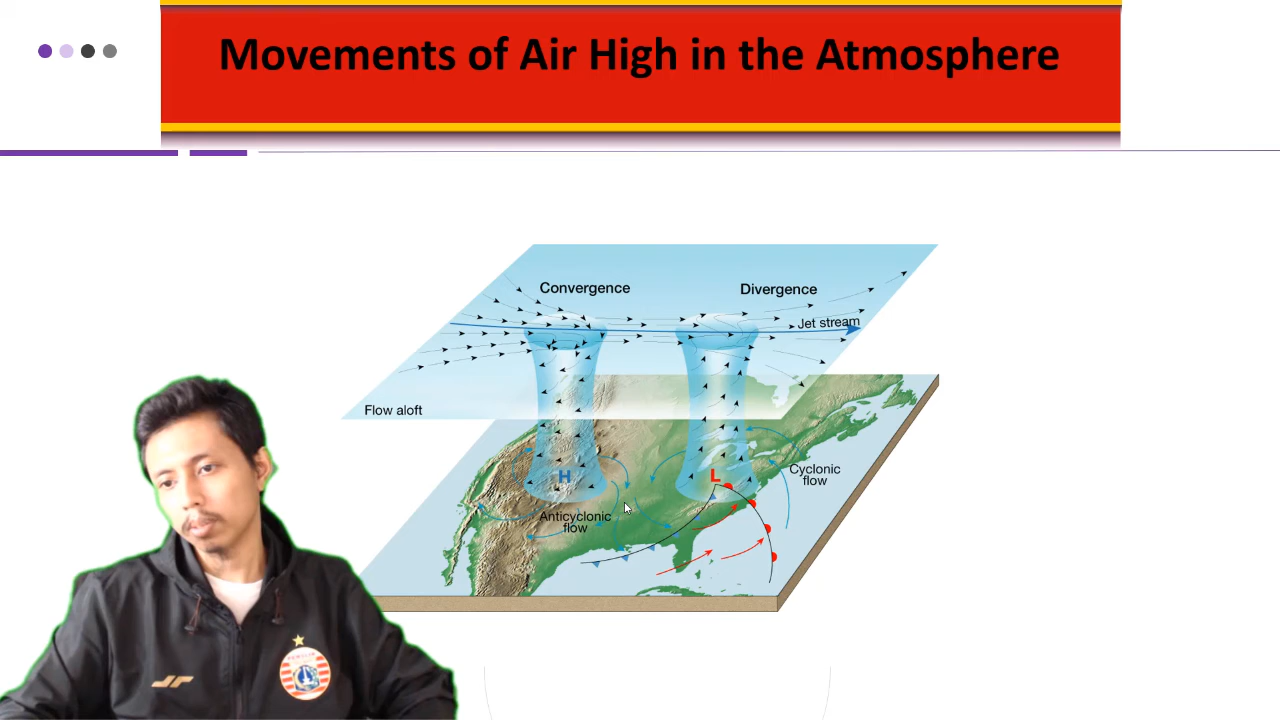 Movements of Air High in the Atmosphere
Convergence
Divergence
Jet stream
Flow aloft
H
L
Cyclonic
flow
Anticyclonic
flow